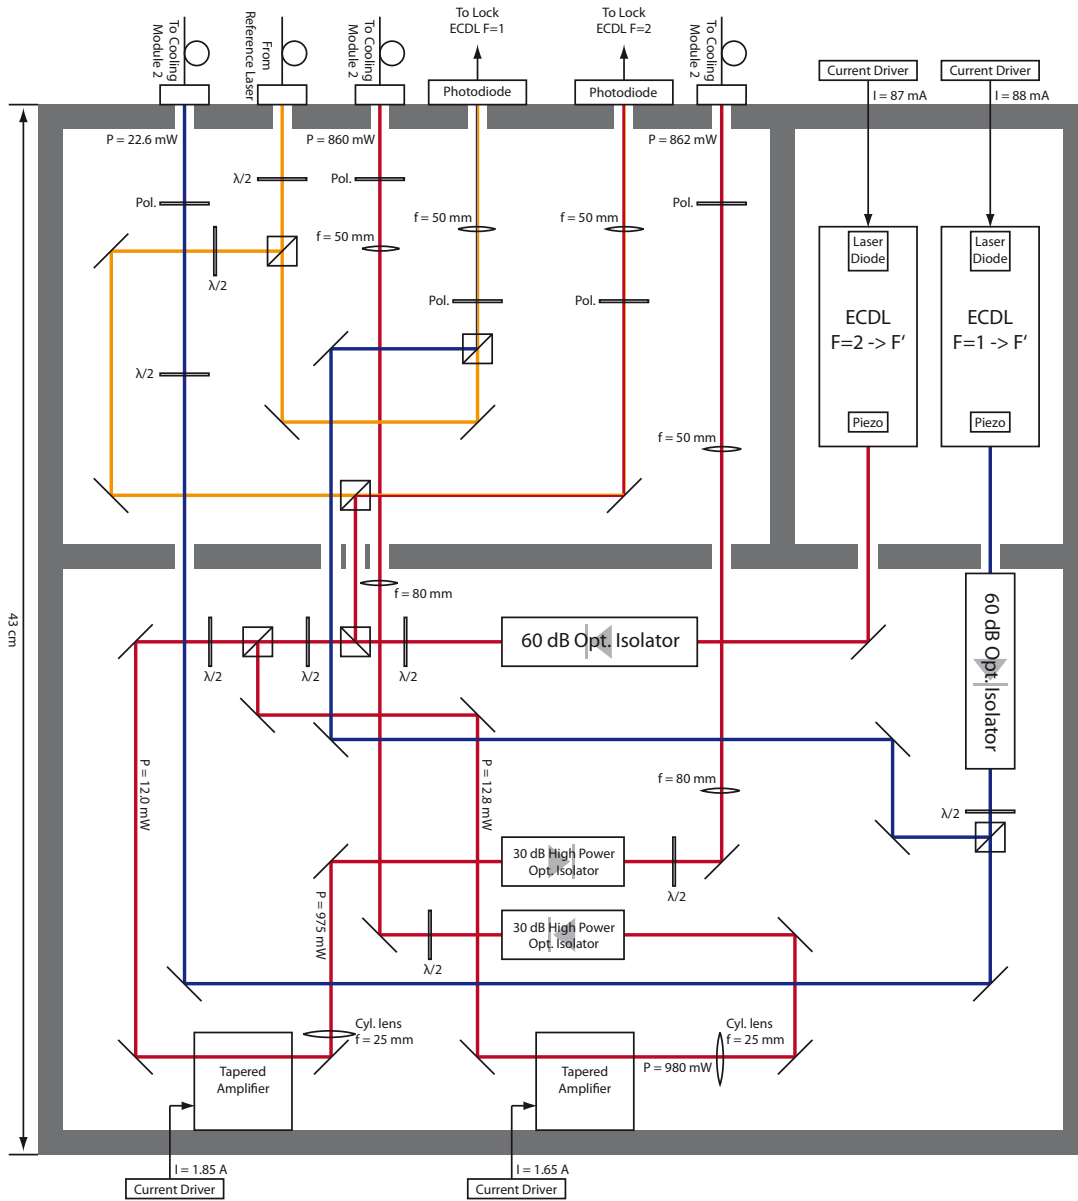 To Cooling
Module 2
From
Reference Laser
To Cooling
Module 2
To Lock
ECDL F=1
To Lock
ECDL F=2
To Cooling
Module 2
Photodiode
Photodiode
Current Driver
Current Driver
I = 87 mA
I = 88 mA
P = 22.6 mW
P = 860 mW
P = 862 mW
λ/2
Pol.
Pol.
Pol.
f = 50 mm
f = 50 mm
f = 50 mm
λ/2
Pol.
Pol.
Laser
Diode
Laser
Diode
ECDL
F=2 -> F‘
ECDL
F=1 -> F‘
λ/2
Piezo
Piezo
f = 50 mm
43 cm
f = 80 mm
60 dB Opt. Isolator
60 dB Opt. Isolator
λ/2
λ/2
λ/2
P = 12.0 mW
P = 12.8 mW
f = 80 mm
λ/2
30 dB High Power
Opt. Isolator
λ/2
P = 975 mW
30 dB High Power
Opt. Isolator
λ/2
Cyl. lens
f = 25 mm
Cyl. lens
f = 25 mm
Tapered
Amplifier
Tapered
Amplifier
P = 980 mW
I = 1.85 A
I = 1.65 A
Current Driver
Current Driver